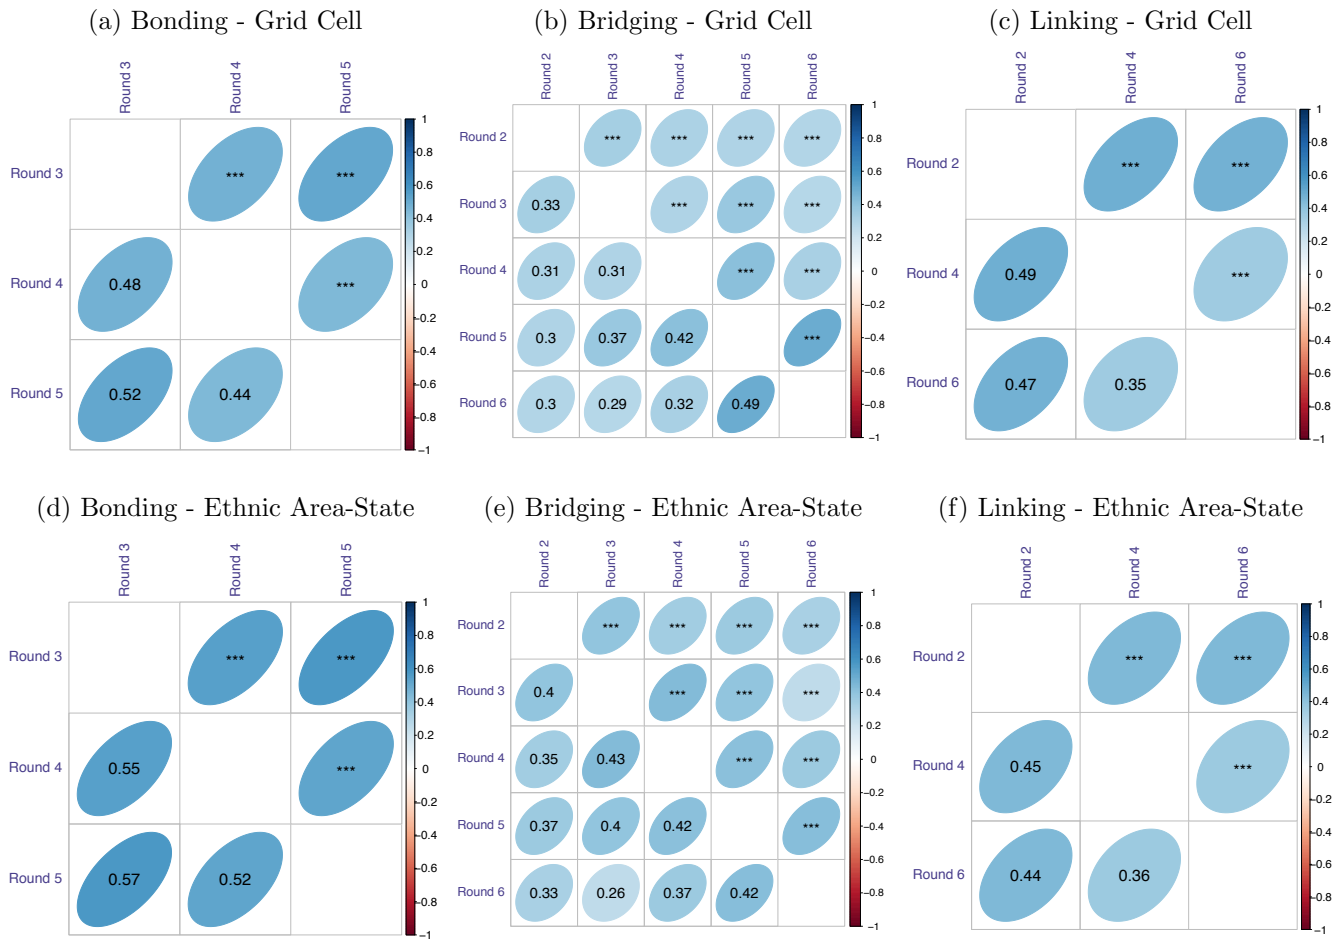 (a) Bonding - Grid Cell
Round 3 Round 4 Round 5
Round 3 *** ***
Round 4 0.48 ***
Round 5 0.52 0.44
1
0.8
0.6
0.4
0.2
0
−0.2
−0.4
−0.6
−0.8
−1
(b) Bridging - Grid Cell
Round 2 Round 3 Round 4 Round 5 Round 6
Round 2 *** *** *** ***
Round 3 0.33 *** *** ***
Round 4 0.31 0.31 *** ***
Round 5 0.3 0.37 0.42 ***
Round 6 0.3 0.29 0.32 0.49
1
0.8
0.6
0.4
0.2
0
−0.2
−0.4
−0.6
−0.8
−1
(c) Linking - Grid Cell
Round 2 Round 4 Round 6
Round 2 *** ***
Round 4 0.49 ***
Round 6 0.47 0.35
1
0.8
0.6
0.4
0.2
0
−0.2
−0.4
−0.6
−0.8
−1
(d) Bonding - Ethnic Area-State
Round 3 Round 4 Round 5
Round 3 *** ***
Round 4 0.55 ***
Round 5 0.57 0.52
1
0.8
0.6
0.4
0.2
0
−0.2
−0.4
−0.6
−0.8
−1
(e) Bridging - Ethnic Area-State
Round 2 Round 3 Round 4 Round 5 Round 6
Round 2 *** *** *** ***
Round 3 0.4 *** *** ***
Round 4 0.35 0.43 *** ***
Round 5 0.37 0.4 0.42 ***
Round 6 0.33 0.26 0.37 0.42
1
0.8
0.6
0.4
0.2
0
−0.2
−0.4
−0.6
−0.8
−1
(f) Linking - Ethnic Area-State
Round 2 Round 4 Round 6
Round 2 *** ***
Round 4 0.45 ***
Round 6 0.44 0.36
1
0.8
0.6
0.4
0.2
0
−0.2
−0.4
−0.6
−0.8
−1